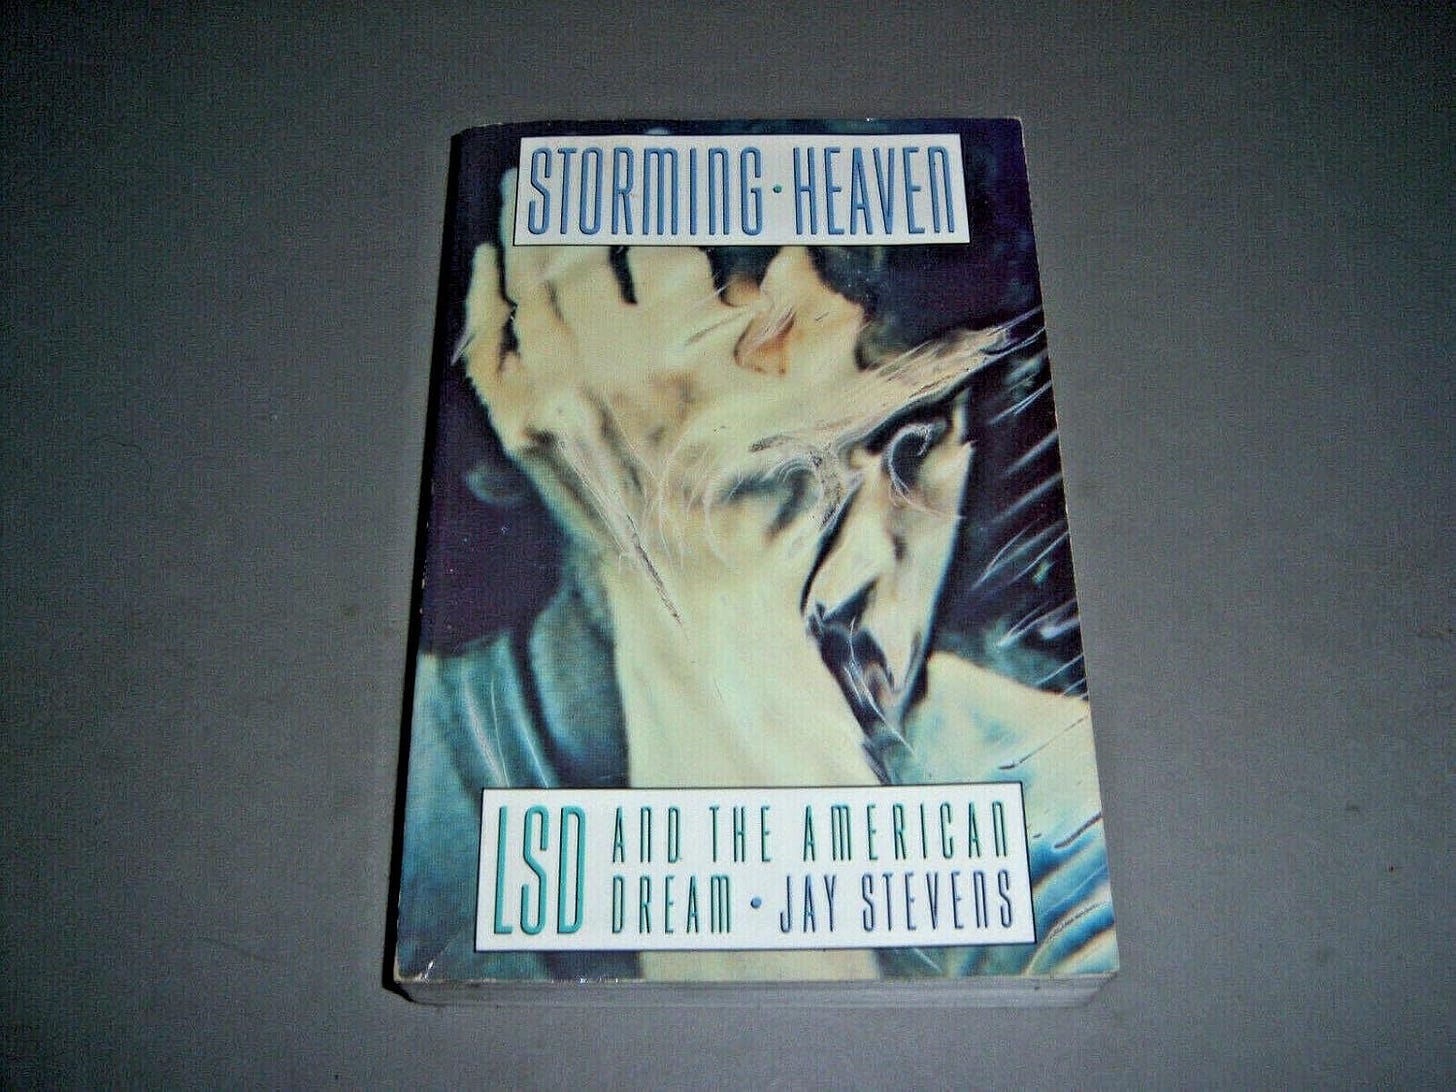 STORMING • HEAVEN
LSD AND THE AMERICAN
DREAM • JAY STEVENS